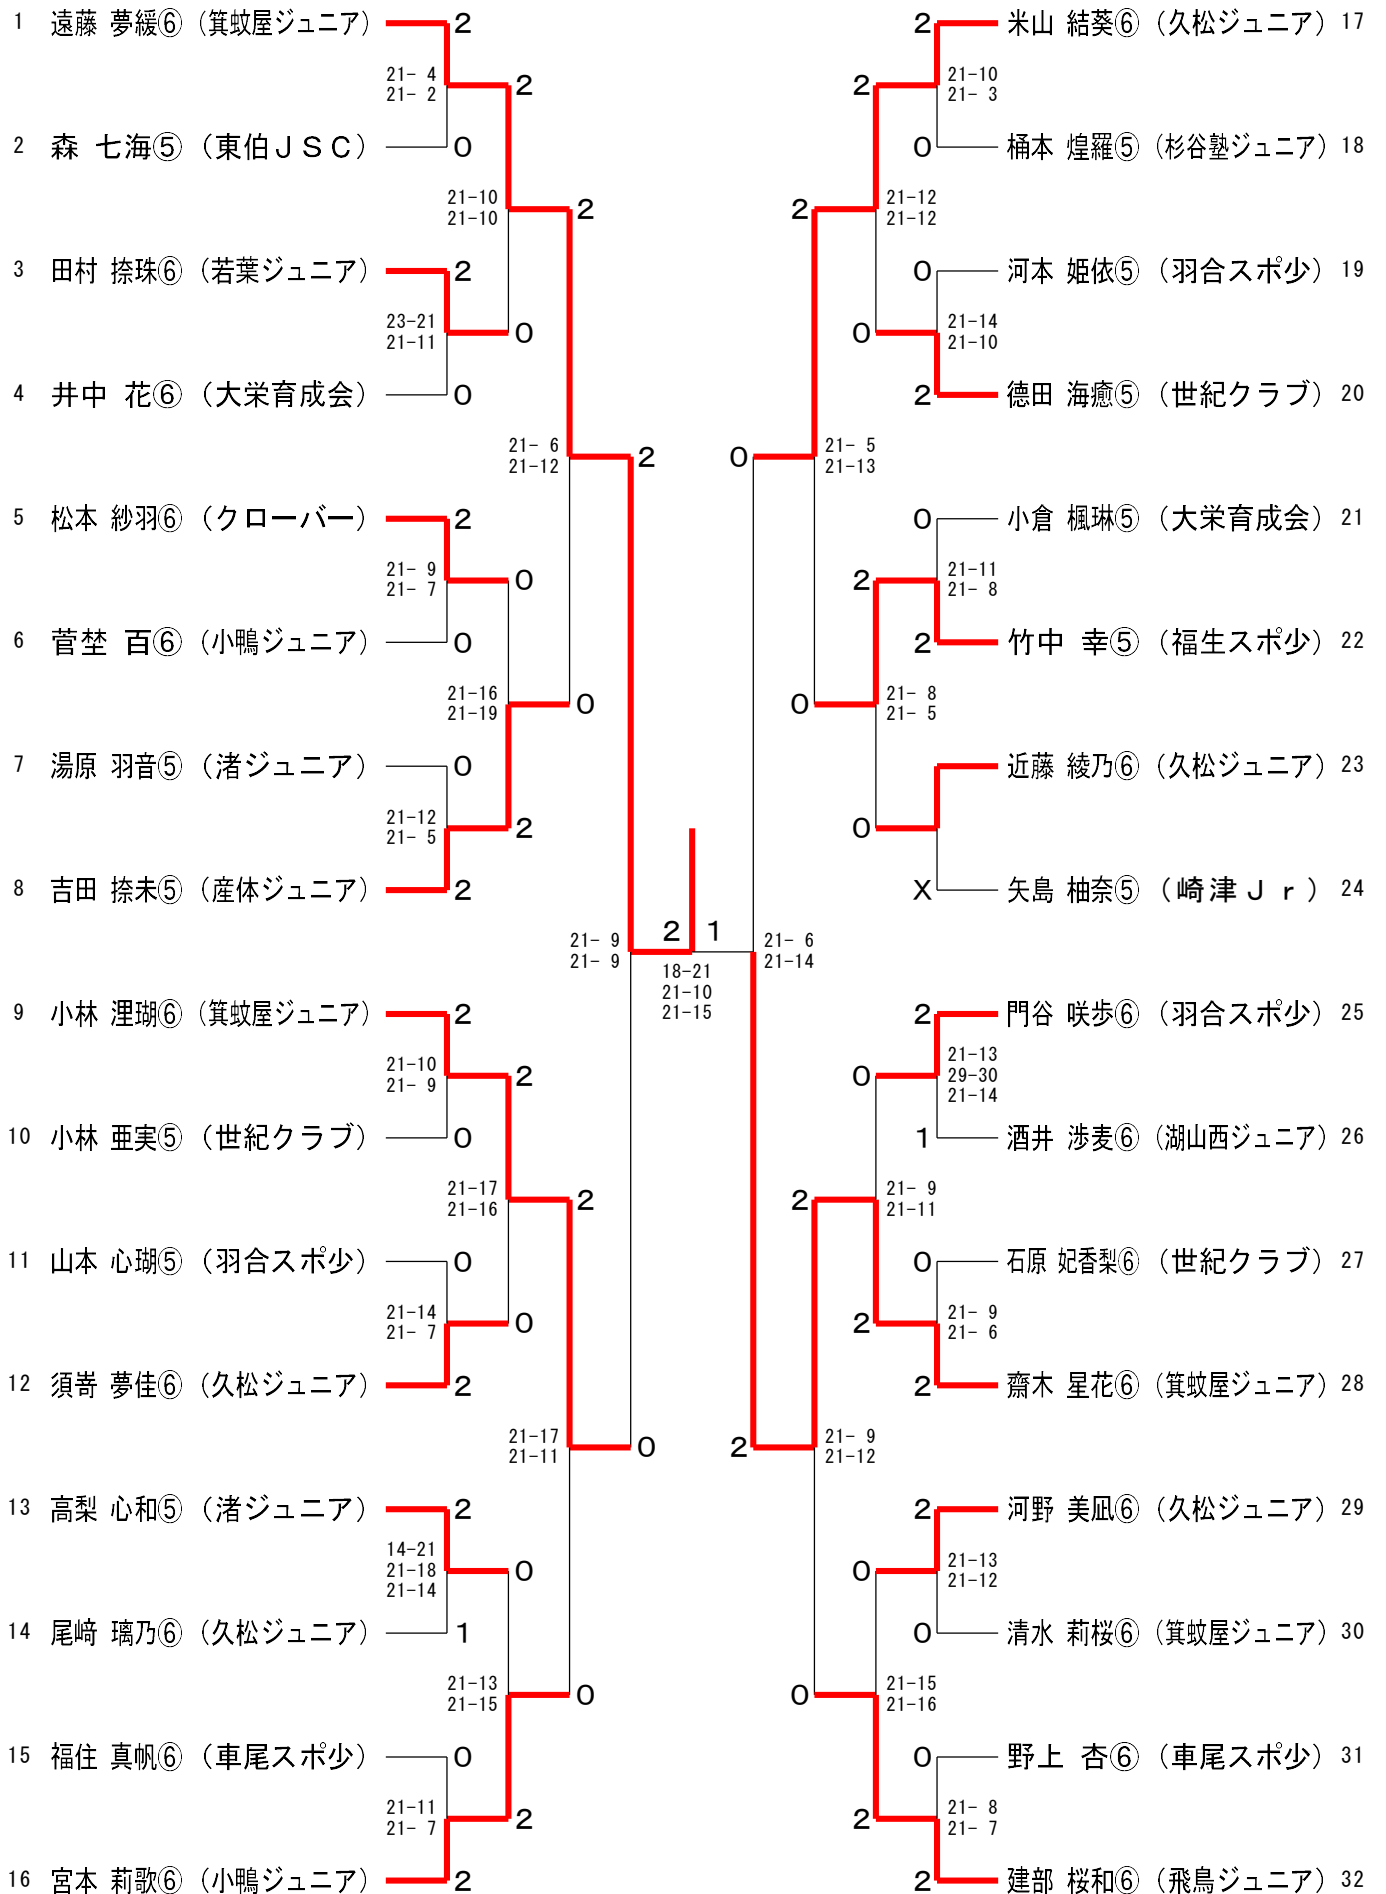 1 遠藤 夢緩⑥ (箕蚊屋ジュニア) 2
21- 4
21- 2
2
2 森 七海⑤ (東伯ＪＳＣ) 0
21-10
21-10
2
3 田村 捺珠⑥ (若葉ジュニア) 2
23-21
21-11
0
4 井中 花⑥ (大栄育成会) 0
21- 6
21-12
2
5 松本 紗羽⑥ (クローバー) 2
21- 9
21- 7
0
6 菅埜 百⑥ (小鴨ジュニア) 0
21-16
21-19
0
7 湯原 羽音⑤ (渚ジュニア) 0
21-12
21- 5
2
8 吉田 捺未⑤ (産体ジュニア) 2
21- 9
21- 9
9 小林 浬瑚⑥ (箕蚊屋ジュニア) 2
21-10
21- 9
2
10 小林 亜実⑤ (世紀クラブ) 0
21-17
21-16
2
11 山本 心瑚⑤ (羽合スポ少) 0
21-14
21- 7
0
12 須嵜 夢佳⑥ (久松ジュニア) 2
21-17
21-11
0
13 高梨 心和⑤ (渚ジュニア) 2
14-21
21-18
21-14
0
14 尾﨑 璃乃⑥ (久松ジュニア) 1
21-13
21-15
0
15 福住 真帆⑥ (車尾スポ少) 0
21-11
21- 7
2
16 宮本 莉歌⑥ (小鴨ジュニア) 2
2 1
18-21
21-10
21-15
2 米山 結葵⑥ (久松ジュニア) 17
2
21-10
21- 3
0 桶本 煌羅⑤ (杉谷塾ジュニア) 18
2
21-12
21-12
0 河本 姫依⑤ (羽合スポ少) 19
0
21-14
21-10
2 德田 海癒⑤ (世紀クラブ) 20
0
21- 5
21-13
0 小倉 楓琳⑤ (大栄育成会) 21
2
21-11
21- 8
2 竹中 幸⑤ (福生スポ少) 22
0
21- 8
21- 5
近藤 綾乃⑥ (久松ジュニア) 23
0
X 矢島 柚奈⑤ (崎津Ｊｒ) 24
21- 6
21-14
2 門谷 咲歩⑥ (羽合スポ少) 25
0
21-13
29-30
21-14
1 酒井 渉麦⑥ (湖山西ジュニア) 26
2
21- 9
21-11
0 石原 妃香梨⑥ (世紀クラブ) 27
2
21- 9
21- 6
2 齋木 星花⑥ (箕蚊屋ジュニア) 28
2
21- 9
21-12
2 河野 美凪⑥ (久松ジュニア) 29
0
21-13
21-12
0 清水 莉桜⑥ (箕蚊屋ジュニア) 30
0
21-15
21-16
0 野上 杏⑥ (車尾スポ少) 31
2
21- 8
21- 7
2 建部 桜和⑥ (飛鳥ジュニア) 32